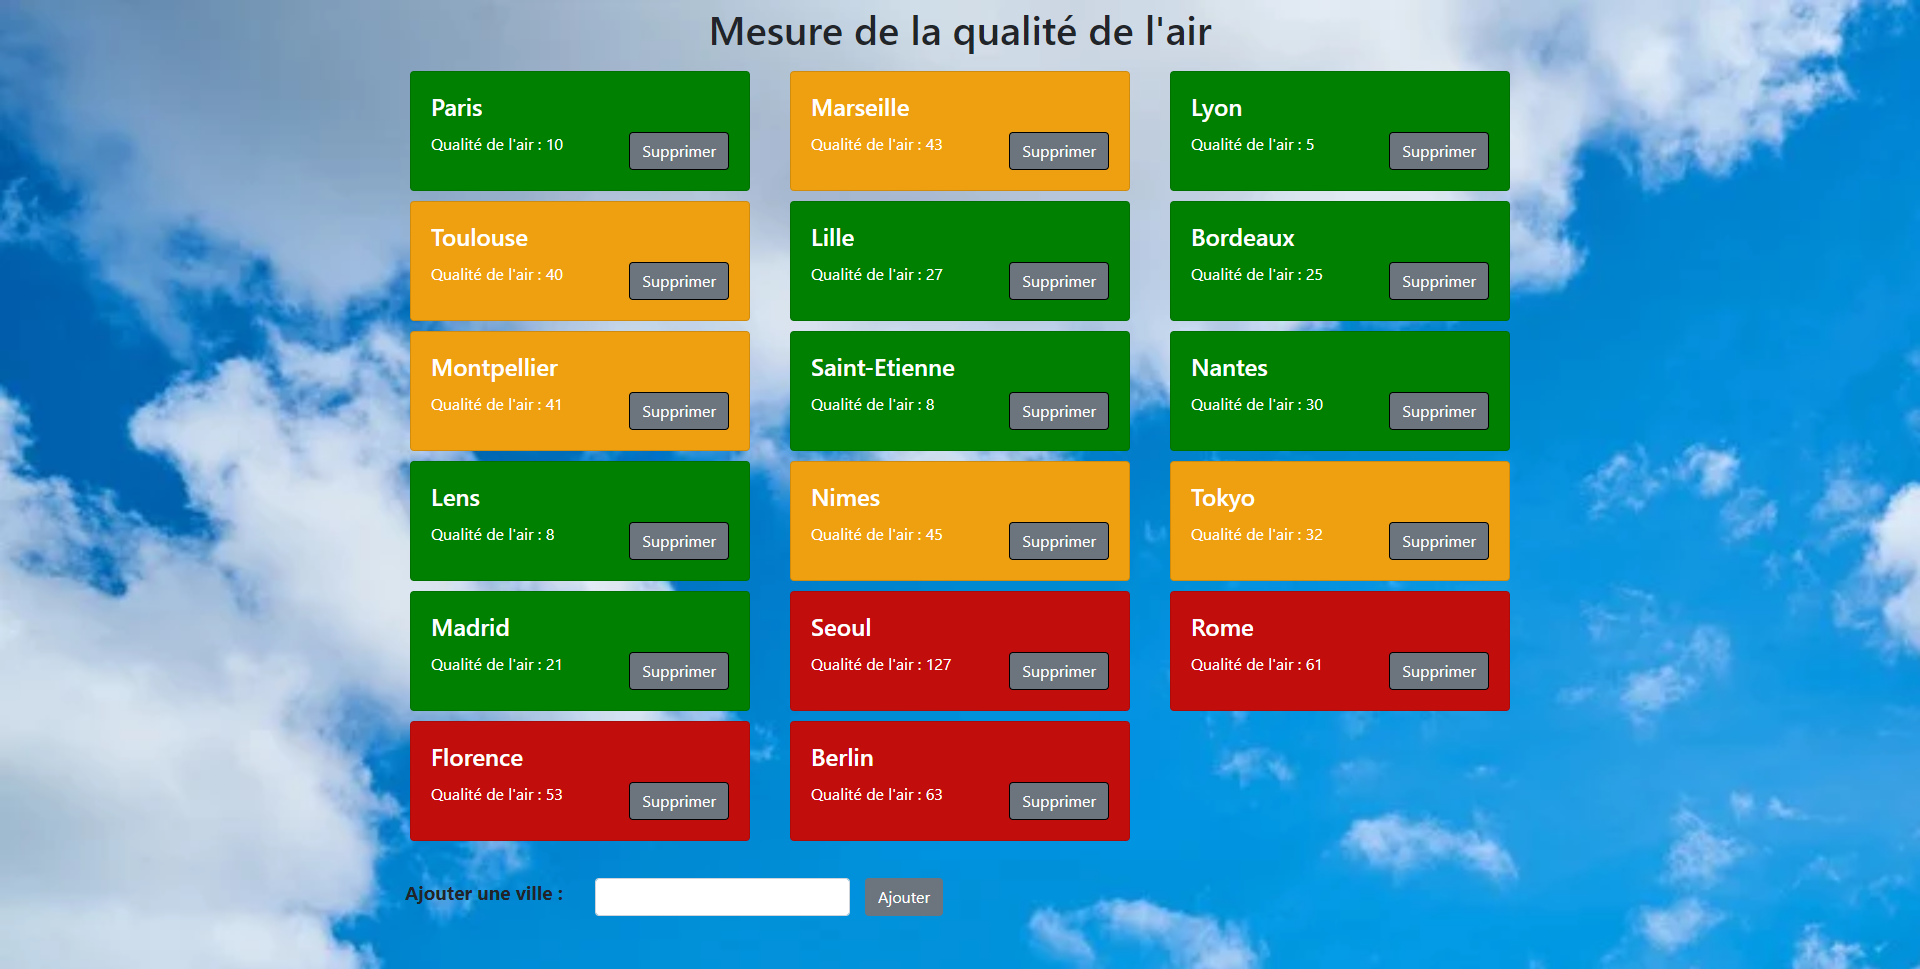 Mesure de la qualité de l'air
Paris
Qualité de l'air : 10
Supprimer
Marseille
Qualité de l'air : 43
Supprimer
Lyon
Qualité de l'air : 5
Supprimer
Toulouse
Qualité de l'air : 40
Supprimer
Lille
Qualité de l'air : 27
Supprimer
Bordeaux
Qualité de l'air : 25
Supprimer
Montpellier
Qualité de l'air : 41
Supprimer
Saint-Etienne
Qualité de l'air : 8
Supprimer
Nantes
Qualité de l'air : 30
Supprimer
Lens
Qualité de l'air : 8
Supprimer
Nimes
Qualité de l'air : 45
Supprimer
Tokyo
Qualité de l'air : 32
Supprimer
Madrid
Qualité de l'air : 21
Supprimer
Seoul
Qualité de l'air : 127
Supprimer
Rome
Qualité de l'air : 61
Supprimer
Florence
Qualité de l'air : 53
Supprimer
Berlin
Qualité de l'air : 63
Supprimer
Ajouter une ville :
Ajouter